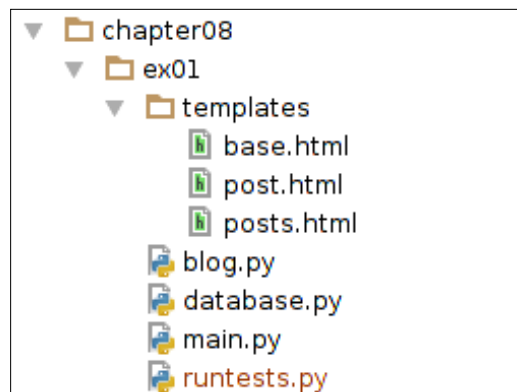 chapter08
ex01
templates
base.html
post.html
posts.html
blog.py
database.py
main.py
runtests.py